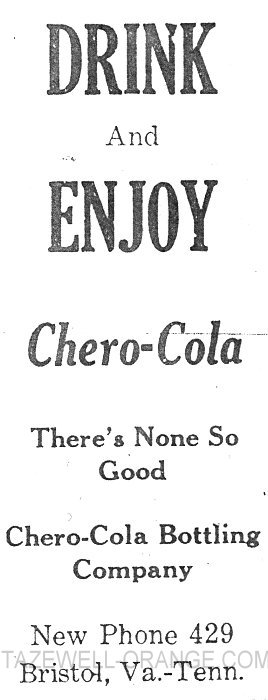 DRINK
And
ENJOY
Chero-Cola
There's None So
Good
Chero-Cola Bottling
Company
New Phone 429
TAZEWELL-ORANGE.COM
Bristol, Va.-Tenn.